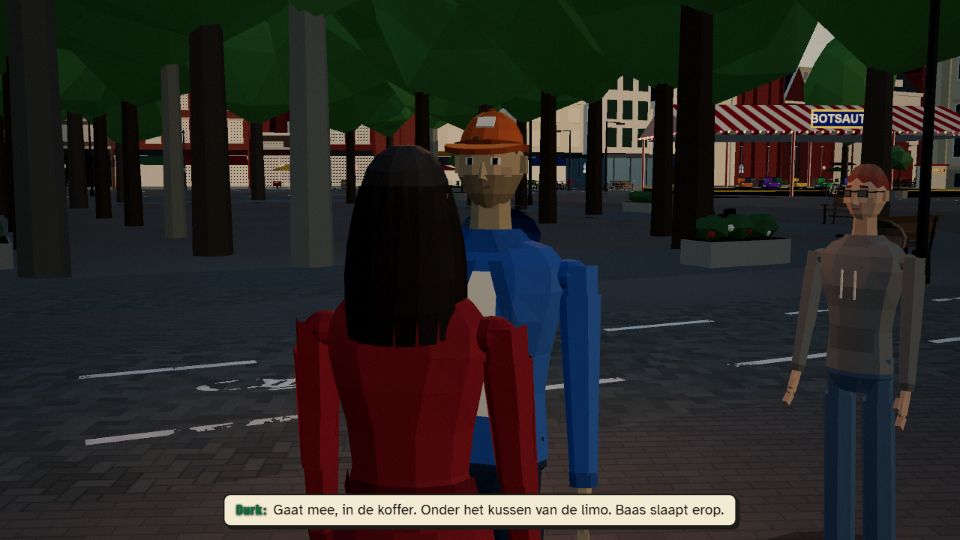 BOTSAUT
Durk: Gaat mee, in de koffer. Onder het kussen van de limo. Baas slaapt erop.